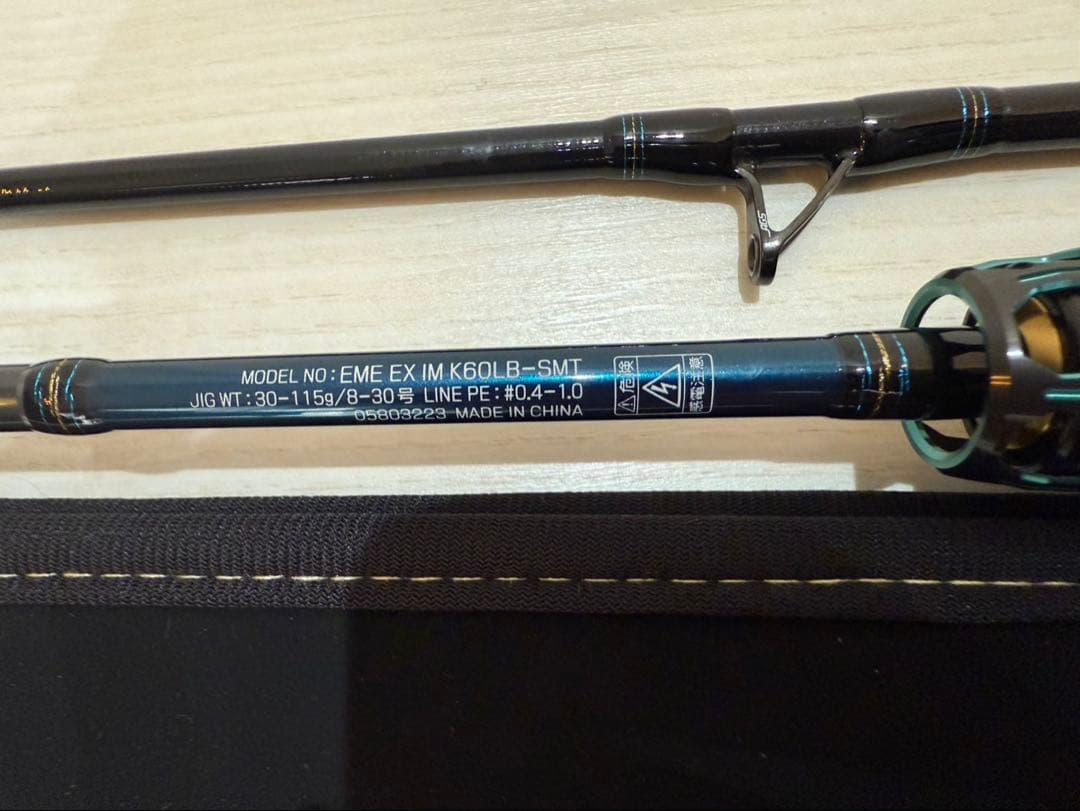 AGS
MODEL NO : EME EX IM K60LB-SMT
JIG WT : 30-115g/8-30号 LINE PE : #0.4-1.0
05803223 MADE IN CHINA
危険
感電注意